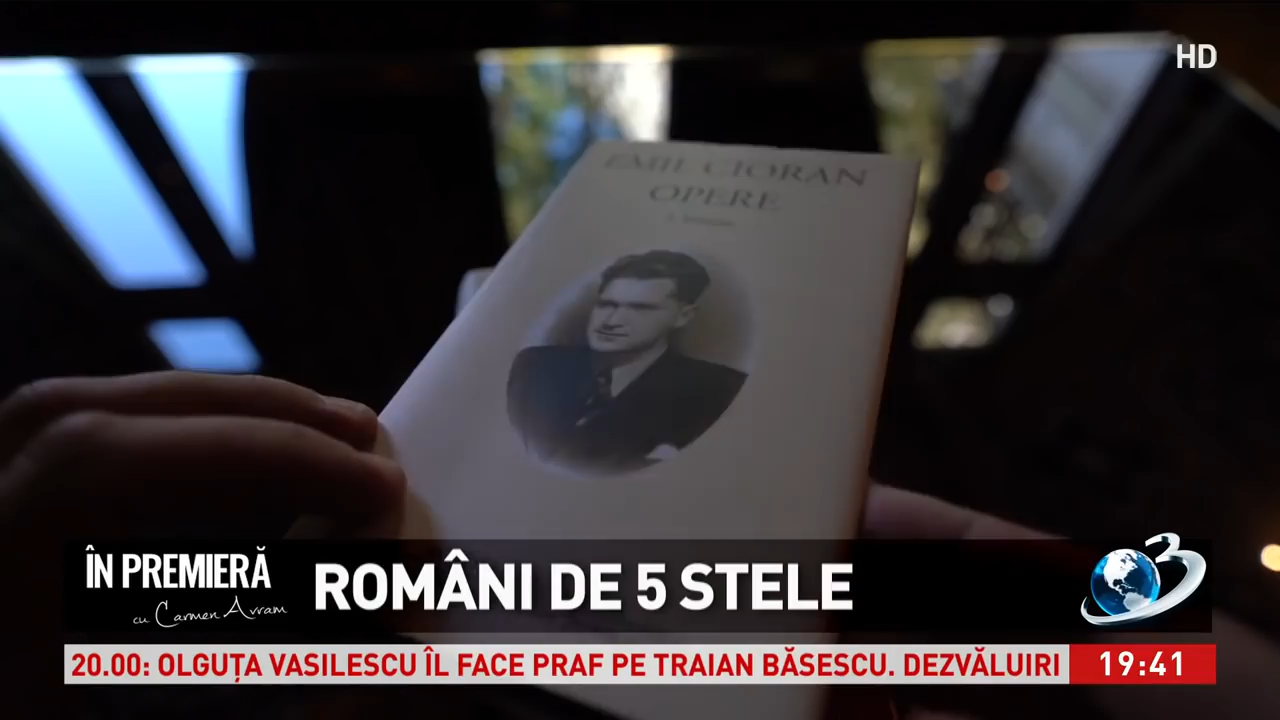 HD
EMIL CIORAN
OPERE
ÎN PREMIERĂ
cu Carmen Avram
ROMÂNI DE 5 STELE
3
20.00: OLGUȚA VASILESCU ÎL FACE PRAF PE TRAIAN BĂSESCU. DEZVĂLUIRI
19:41